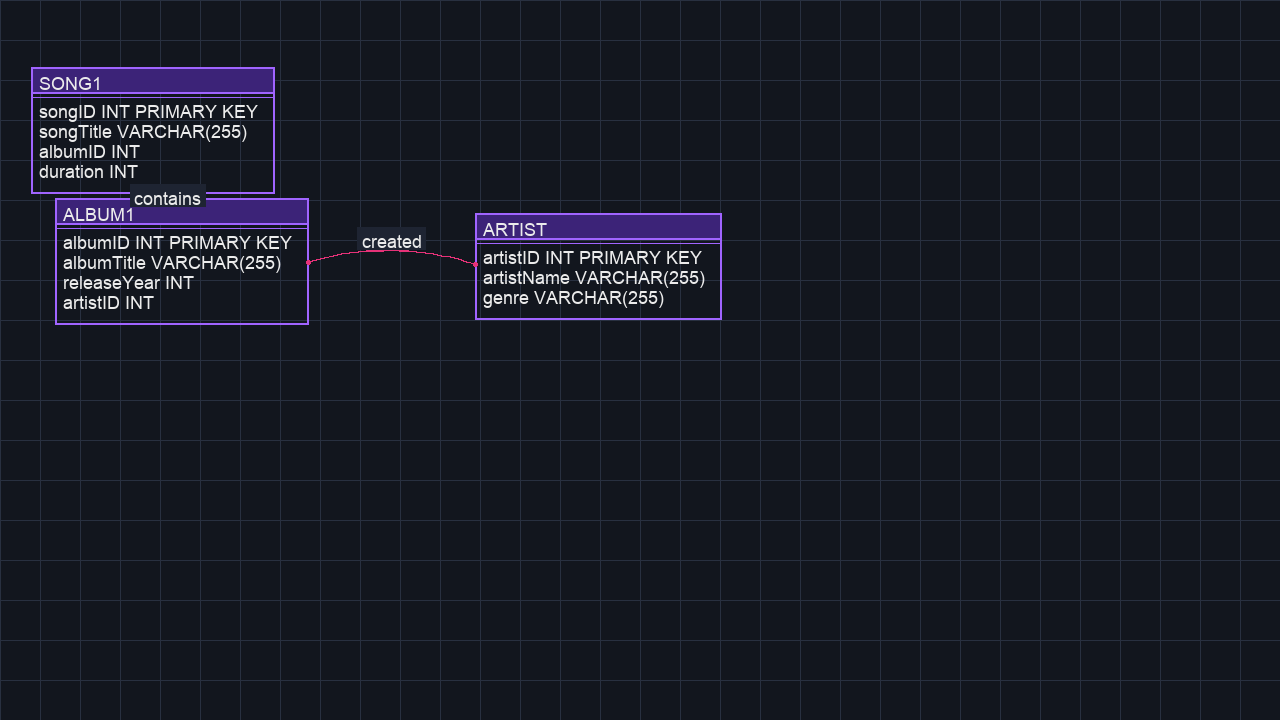 SONG1
songID INT PRIMARY KEY
songTitle VARCHAR(255)
albumID INT
duration INT
contains
ALBUM1
albumID INT PRIMARY KEY
albumTitle VARCHAR(255)
releaseYear INT
artistID INT
created
ARTIST
artistID INT PRIMARY KEY
artistName VARCHAR(255)
genre VARCHAR(255)